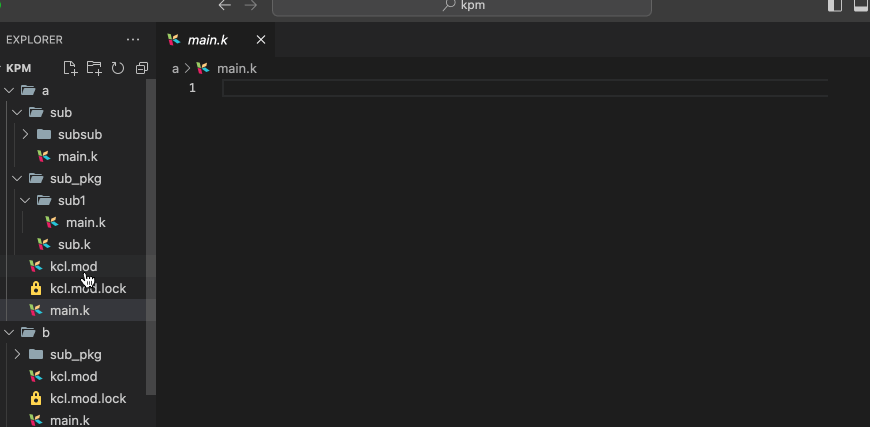 kpm
EXPLORER
main.k
KPM
a > main.k
1
a
sub
subsub
main.k
sub_pkg
sub1
main.k
sub.k
kcl.mod
kcl.mod.lock
main.k
b
sub_pkg
kcl.mod
kcl.mod.lock
main.k